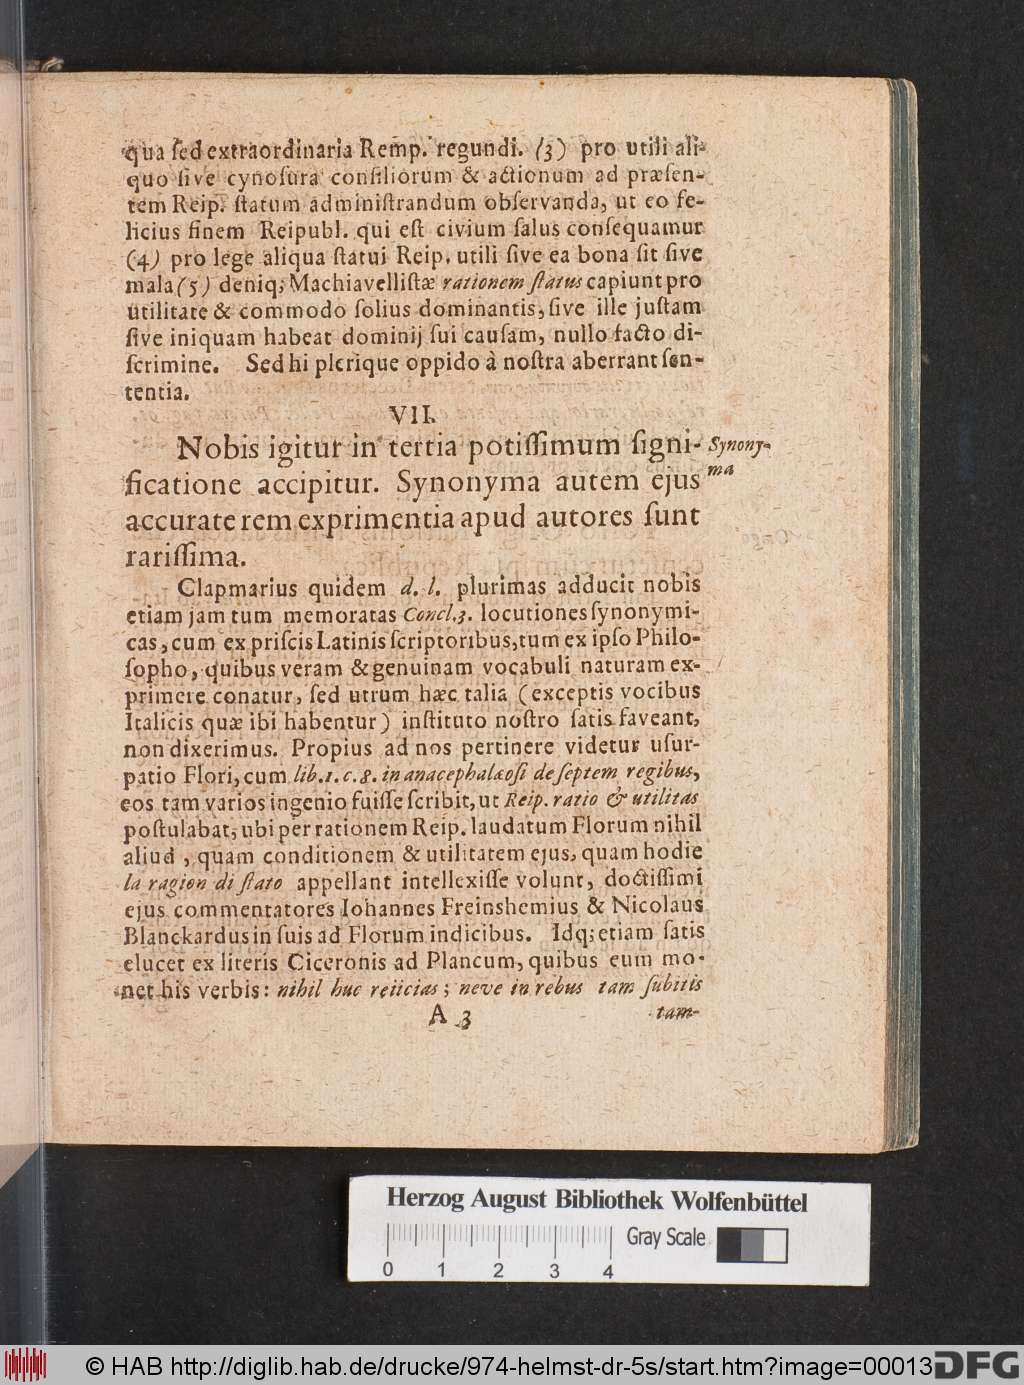 qua ſed extraordinaria Remp. regundi. (3) pro utili ali-
quo ſive cynoſura conſiliorum & actionum ad præſen-
tem Reip. ſtatum adminiſtrandum obſervanda, ut eo fe-
licius finem Reipubl. qui eſt civium ſalus conſequamur
(4) pro lege aliqua ſtatui Reip. utili ſive ea bona ſit ſive
mala (5) deniq; Machiavelliſtæ rationem ſtatus capiunt pro
utilitate & commodo ſolius dominantis, ſive ille juſtam
ſive iniquam habeat dominij ſui cauſam, nullo facto di-
ſcrimine. Sed hi plerique oppido à noſtra aberrant ſen-
tentia.
VII.
Nobis igitur in tertia potiſſimum ſigni- Synony-
ficatione accipitur. Synonyma autem ejus ma
accurate rem exprimentia apud autores ſunt
rariſſima.
Clapmarius quidem d. l. plurimas adducit nobis
etiam jam tum memoratas Concl. 3. locutiones ſynonymi-
cas, cum ex priſcis Latinis ſcriptoribus, tum ex ipſo Philo-
ſopho, quibus veram & genuinam vocabuli naturam ex-
primere conatur, ſed utrum hæc talia (exceptis vocibus
Italicis quæ ibi habentur) inſtituto noſtro ſatis faveant,
non dixerimus. Propius ad nos pertinere videtur uſur-
patio Flori, cum lib. 1. c. 8. in anacephalæoſi de ſeptem regibus,
eos tam varios ingenio fuiſſe ſcribit, ut Reip. ratio & utilitas
poſtulabat, ubi per rationem Reip. laudatum Florum nihil
aliud, quam conditionem & utilitatem ejus, quam hodie
la ragion di ſtato appellant intellexiſſe volunt, doctiſſimi
ejus commentatores Iohannes Freinshemius & Nicolaus
Blanckardus in ſuis ad Florum indicibus. Idq; etiam ſatis
elucet ex literis Ciceronis ad Plancum, quibus eum mo-
net his verbis: nihil huc reiicias; neve in rebus tam ſubitis
A 3 tam-
Herzog August Bibliothek Wolfenbüttel
Gray Scale
0 1 2 3 4
© HAB http://diglib.hab.de/drucke/974-helmst-dr-5s/start.htm?image=00013
DFG